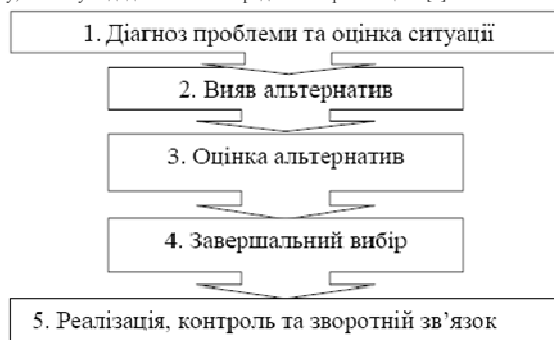 1. Діагноз проблеми та оцінка ситуації
2. Вияв альтернатив
3. Оцінка альтернатив
4. Завершальний вибір
5. Реалізація, контроль та зворотній зв’язок